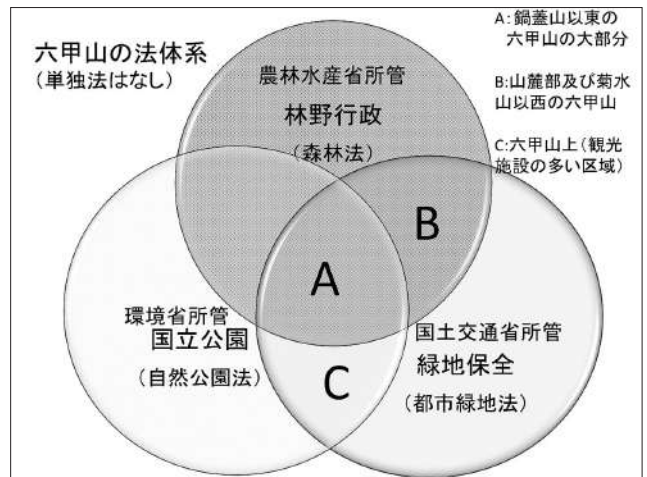 六甲山の法体系
(単独法はなし)
農林水産省所管
林野行政
(森林法)
A:鍋蓋山以東の
六甲山の大部分
B:山麓部及び菊水
山以西の六甲山
C:六甲山上(観光
施設の多い区域)
B
A
C
環境省所管
国立公園
(自然公園法)
国土交通省所管
緑地保全
(都市緑地法)